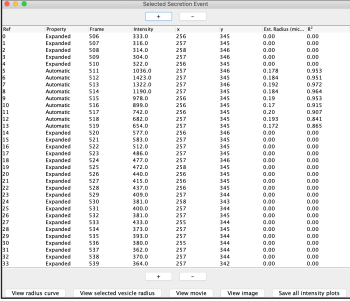 Selected Secretion Event
+ -
Ref Property Frame Intensity x y Est. Radius (mic... R²
0 Expanded 506 333.0 256 345 0.00 0.00
1 Expanded 507 316.0 257 345 0.00 0.00
2 Expanded 508 314.0 258 346 0.00 0.00
3 Expanded 509 304.0 257 346 0.00 0.00
4 Expanded 510 322.0 256 345 0.00 0.00
5 Automatic 511 1036.0 257 345 0.178 0.953
6 Automatic 512 1423.0 257 345 0.184 0.951
7 Automatic 513 1322.0 257 346 0.192 0.972
8 Automatic 514 1190.0 257 346 0.184 0.964
9 Automatic 515 978.0 256 345 0.19 0.953
10 Automatic 516 899.0 256 345 0.17 0.915
11 Automatic 517 742.0 256 345 0.20 0.907
12 Automatic 518 682.0 257 345 0.193 0.841
13 Automatic 519 654.0 257 345 0.172 0.865
14 Expanded 520 577.0 256 346 0.00 0.00
15 Expanded 521 583.0 257 345 0.00 0.00
16 Expanded 522 512.0 257 345 0.00 0.00
17 Expanded 523 486.0 257 346 0.00 0.00
18 Expanded 524 477.0 257 346 0.00 0.00
19 Expanded 525 472.0 258 345 0.00 0.00
20 Expanded 526 440.0 256 345 0.00 0.00
21 Expanded 527 415.0 256 345 0.00 0.00
22 Expanded 528 437.0 256 345 0.00 0.00
23 Expanded 529 409.0 257 344 0.00 0.00
24 Expanded 530 381.0 258 343 0.00 0.00
25 Expanded 531 400.0 257 344 0.00 0.00
26 Expanded 532 381.0 257 345 0.00 0.00
27 Expanded 533 433.0 255 344 0.00 0.00
28 Expanded 534 373.0 257 345 0.00 0.00
29 Expanded 535 393.0 257 344 0.00 0.00
30 Expanded 536 380.0 255 344 0.00 0.00
31 Expanded 537 362.0 257 344 0.00 0.00
32 Expanded 538 370.0 257 344 0.00 0.00
33 Expanded 539 364.0 257 342 0.00 0.00
+ -
View radius curve View selected vesicle radius View movie View image Save all intensity plots